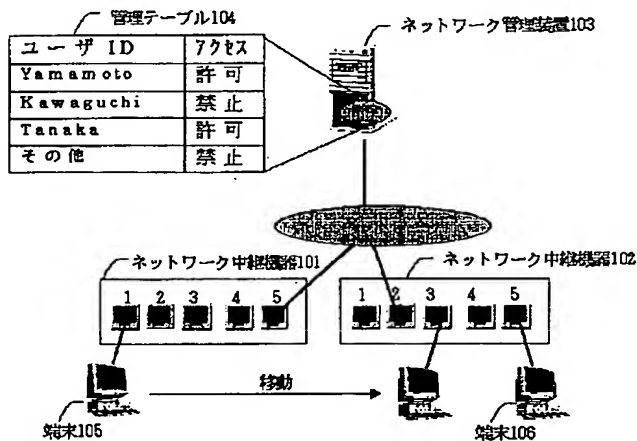 管理テーブル104
ネットワーク管理装置103
ユーザID アクセス
Yamamoto 許可
Kawaguchi 禁止
Tanaka 許可
その他 禁止
ネットワーク中継機器101
ネットワーク中継機器102
1 2 3 4 5
1 2 3 4 5
移動
端末105
端末106